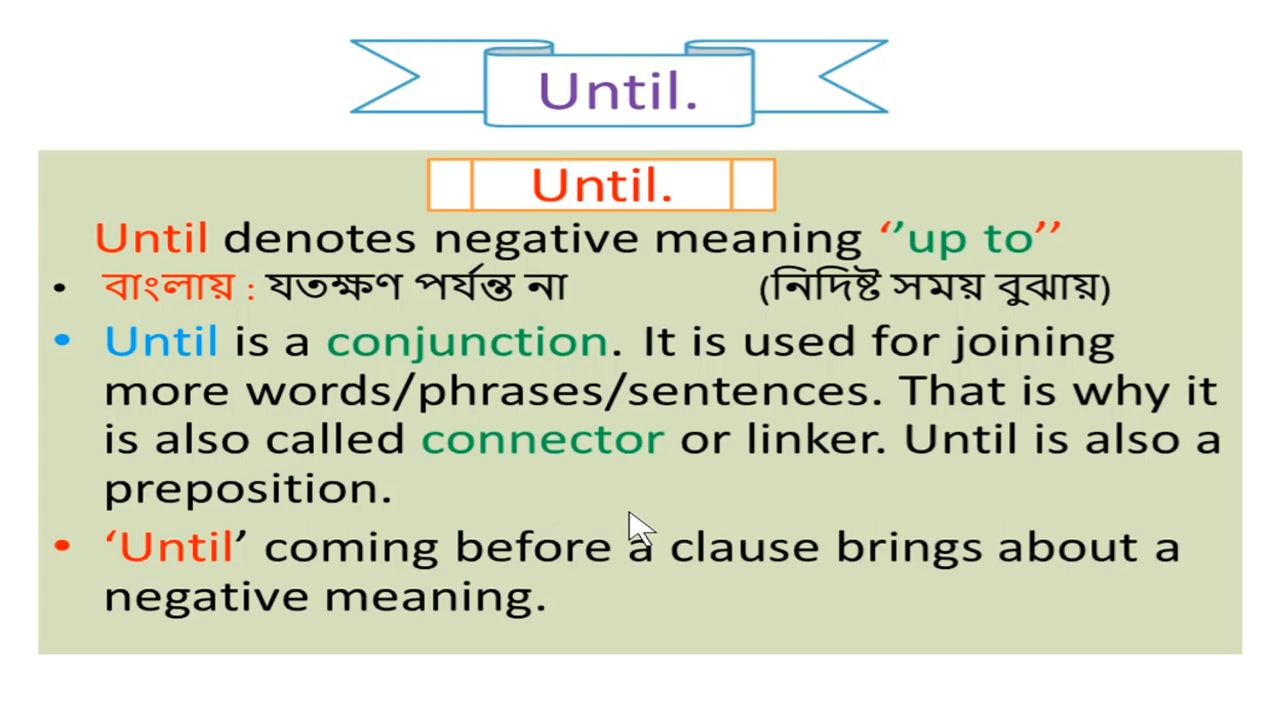 Until.
Until.
Until denotes negative meaning ‘’up to’’
• বাংলায় : যতক্ষণ পর্যন্ত না (নিদিষ্ট সময় বুঝায়)
• Until is a conjunction. It is used for joining
more words/phrases/sentences. That is why it
is also called connector or linker. Until is also a
preposition.
• ‘Until’ coming before a clause brings about a
negative meaning.